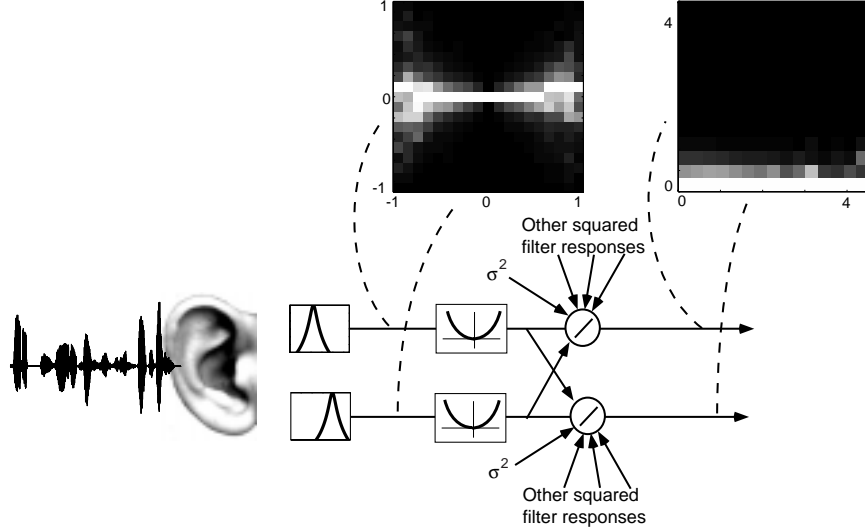 1
0
-1
-1
0
1
4
0
0
4
Other squared
filter responses
σ²
σ²
Other squared
filter responses